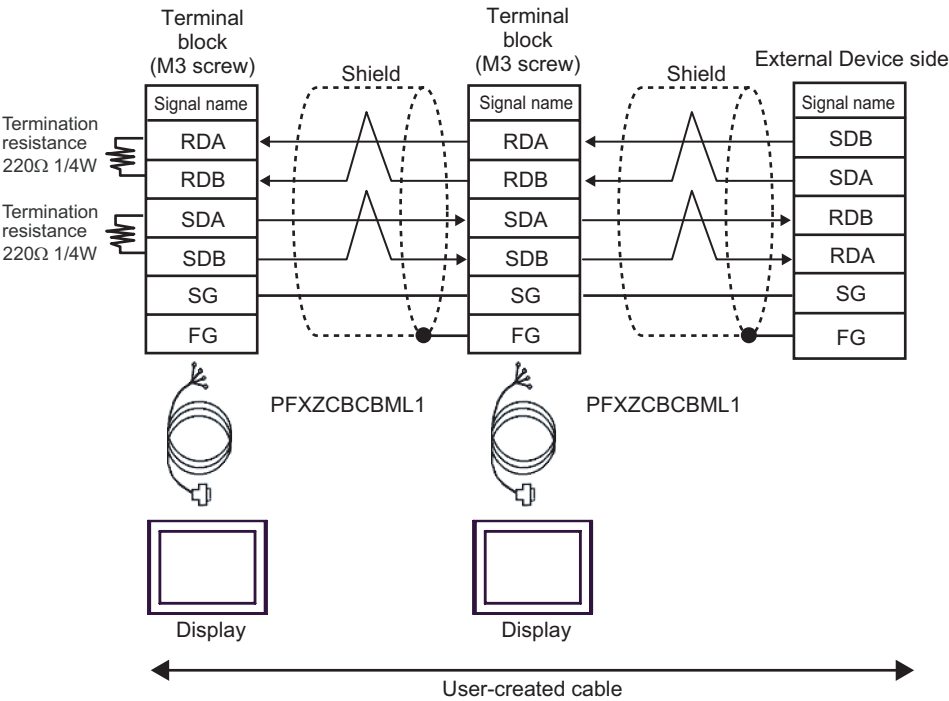 Terminal
block
(M3 screw)
Terminal
block
(M3 screw)
Shield
Shield
External Device side
Signal name
Signal name
Signal name
Termination
resistance
220Ω 1/4W
RDA
RDA
SDB
RDB
RDB
SDA
Termination
resistance
220Ω 1/4W
SDA
SDA
RDB
SDB
SDB
RDA
SG
SG
SG
FG
FG
FG
PFXZCBCBML1
PFXZCBCBML1
Display
Display
User-created cable